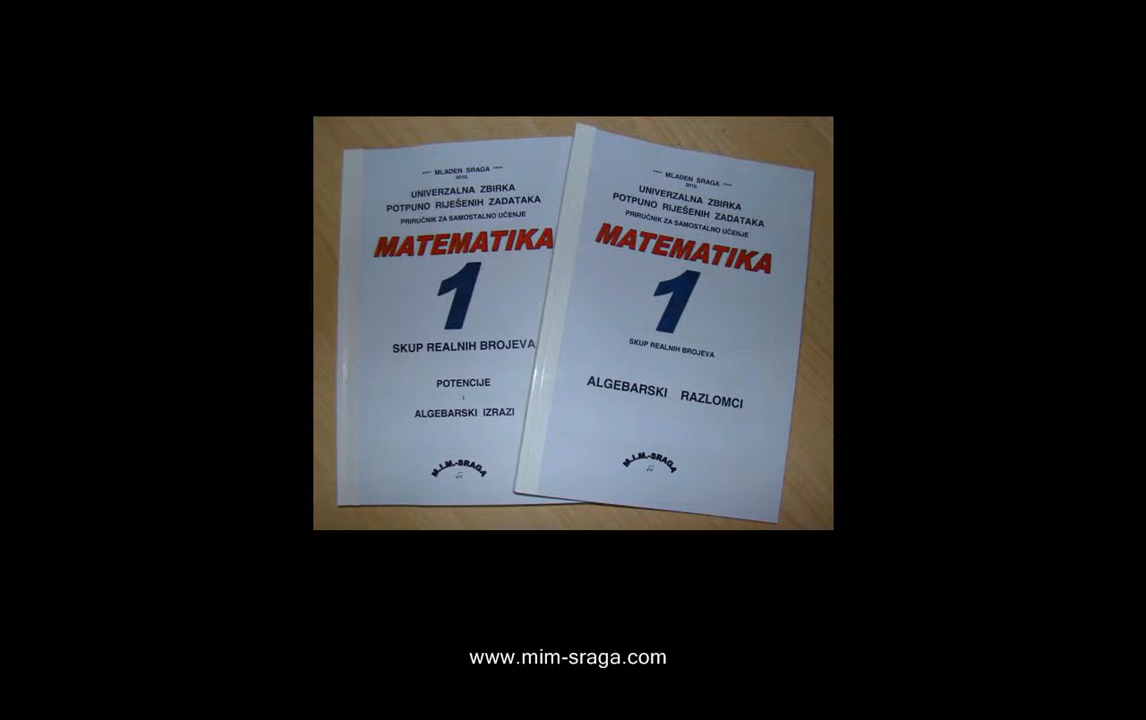 **** MLADEN SRAGA ****
2010.
UNIVERZALNA ZBIRKA
POTPUNO RIJEŠENIH ZADATAKA
PRIRUČNIK ZA SAMOSTALNO UČENJE
MATEMATIKA
1
SKUP REALNIH BROJEVA
POTENCIJE
i
ALGEBARSKI IZRAZI
M.I.M.-SRAGA
**** MLADEN SRAGA ****
2010.
UNIVERZALNA ZBIRKA
POTPUNO RIJEŠENIH ZADATAKA
PRIRUČNIK ZA SAMOSTALNO UČENJE
MATEMATIKA
1
SKUP REALNIH BROJEVA
ALGEBARSKI RAZLOMCI
M.I.M.-SRAGA
www.mim-sraga.com